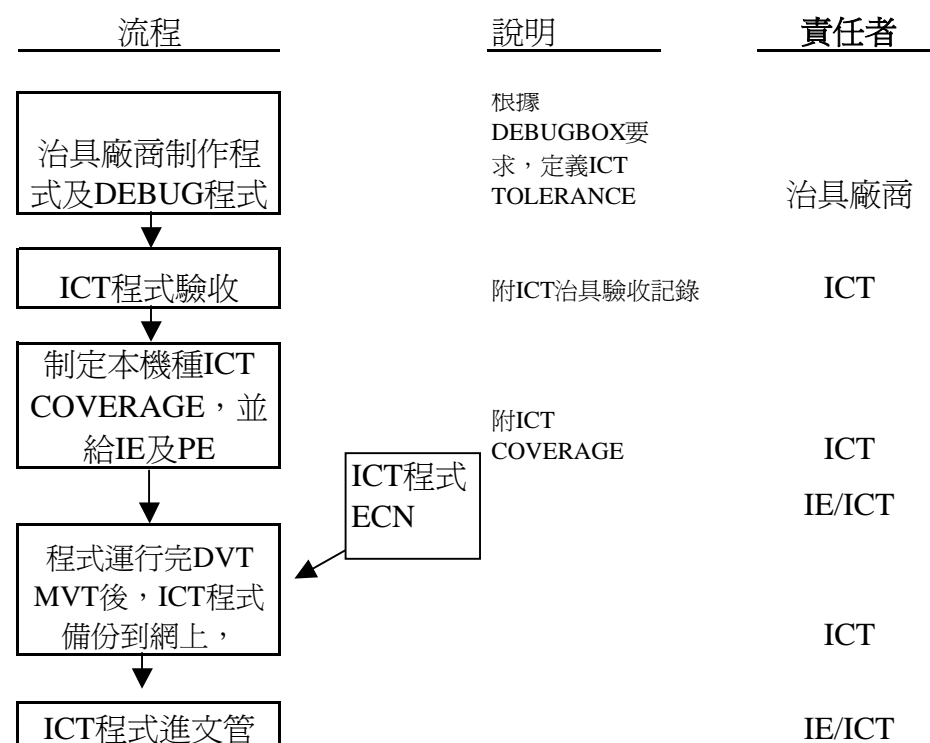 流程
說明
責任者
治具廠商制作程
式及DEBUG程式
根據
DEBUGBOX要
求，定義ICT
TOLERANCE
治具廠商
ICT程式驗收
附ICT治具驗收記錄
ICT
制定本機種ICT
COVERAGE，並
給IE及PE
附ICT
COVERAGE
ICT
ICT程式
ECN
IE/ICT
程式運行完DVT
MVT後，ICT程式
備份到網上，
ICT
ICT程式進文管
IE/ICT